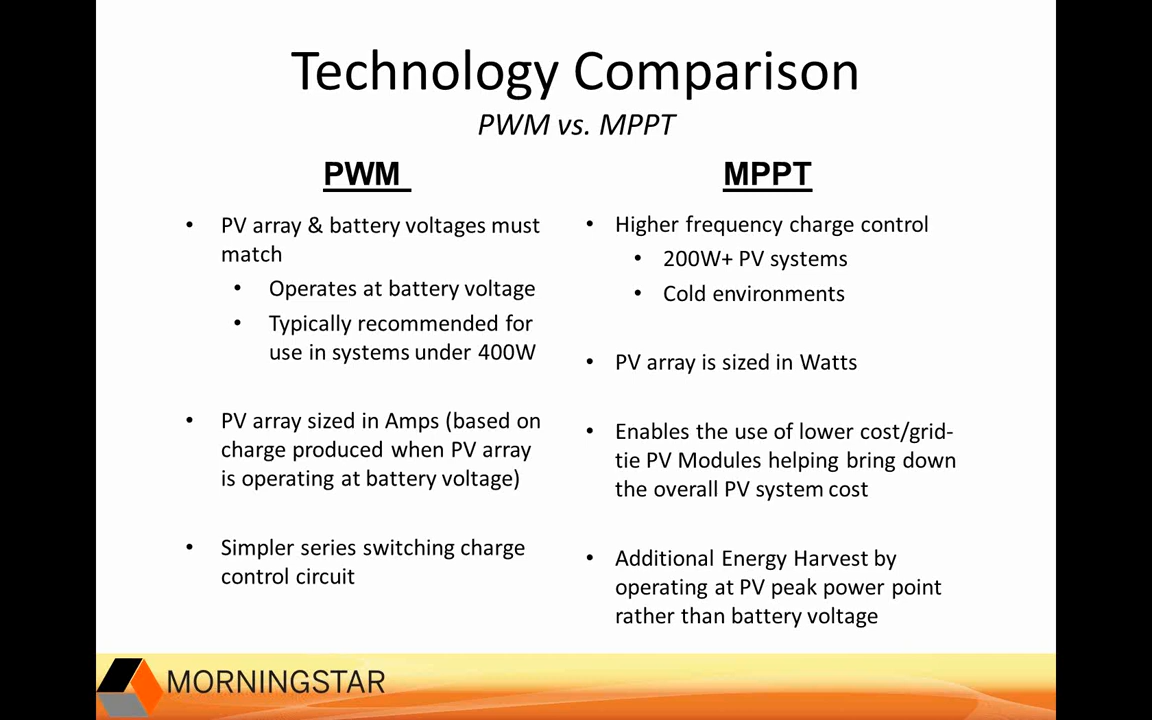 Technology Comparison
PWM vs. MPPT
PWM
• PV array & battery voltages must
match
• Operates at battery voltage
• Typically recommended for
use in systems under 400W
• PV array sized in Amps (based on
charge produced when PV array
is operating at battery voltage)
• Simpler series switching charge
control circuit
MPPT
• Higher frequency charge control
• 200W+ PV systems
• Cold environments
• PV array is sized in Watts
• Enables the use of lower cost/grid-
tie PV Modules helping bring down
the overall PV system cost
• Additional Energy Harvest by
operating at PV peak power point
rather than battery voltage
MORNINGSTAR